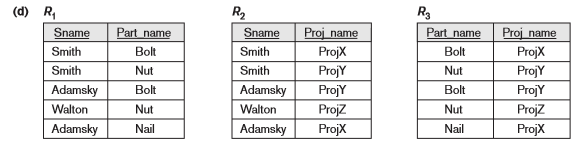 (d) R1 R2 R3
Sname Part_name Sname Proj_name Part_name Proj_name
Smith Bolt Smith ProjX Bolt ProjX
Smith Nut Smith ProjY Nut ProjY
Adamsky Bolt Adamsky ProjY Bolt ProjY
Walton Nut Walton ProjZ Nut ProjZ
Adamsky Nail Adamsky ProjX Nail ProjX